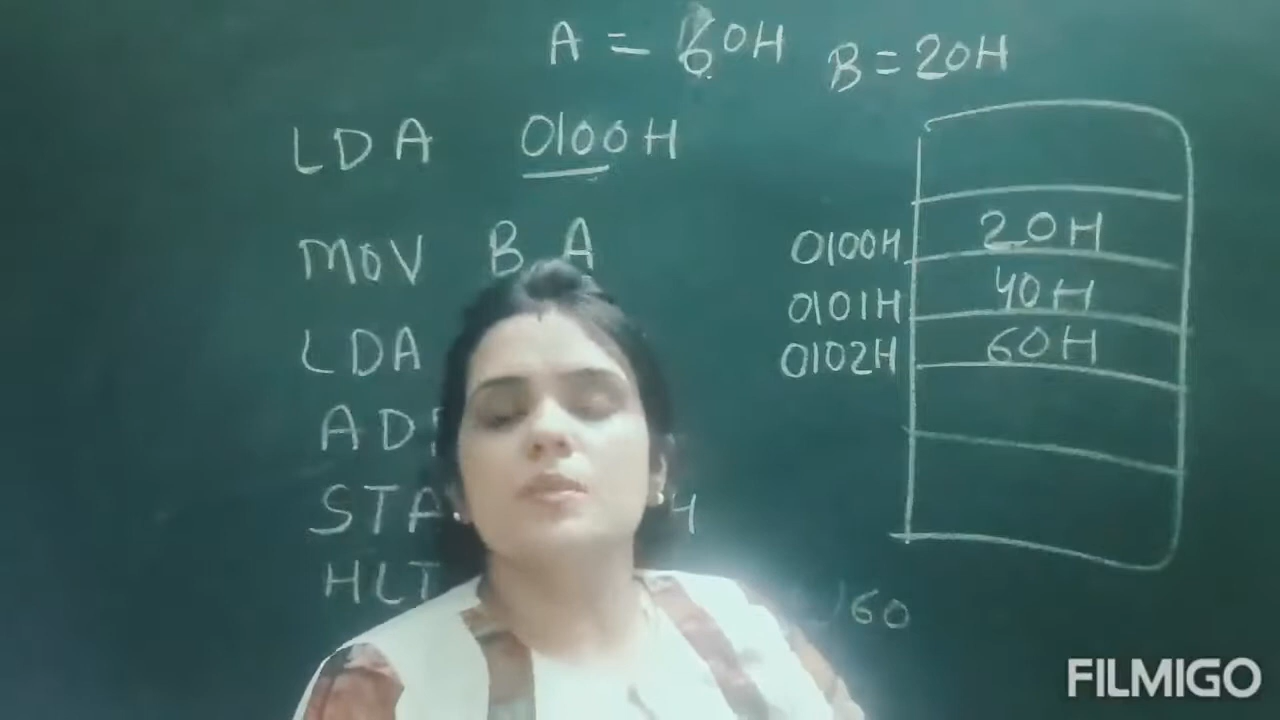 A = 60H B = 20H
LDA 0100H
MOV B A
LDA
AD
STA H
HLT
0100H 20H
0101H 40H
0102H 60H
60
FILMIGO